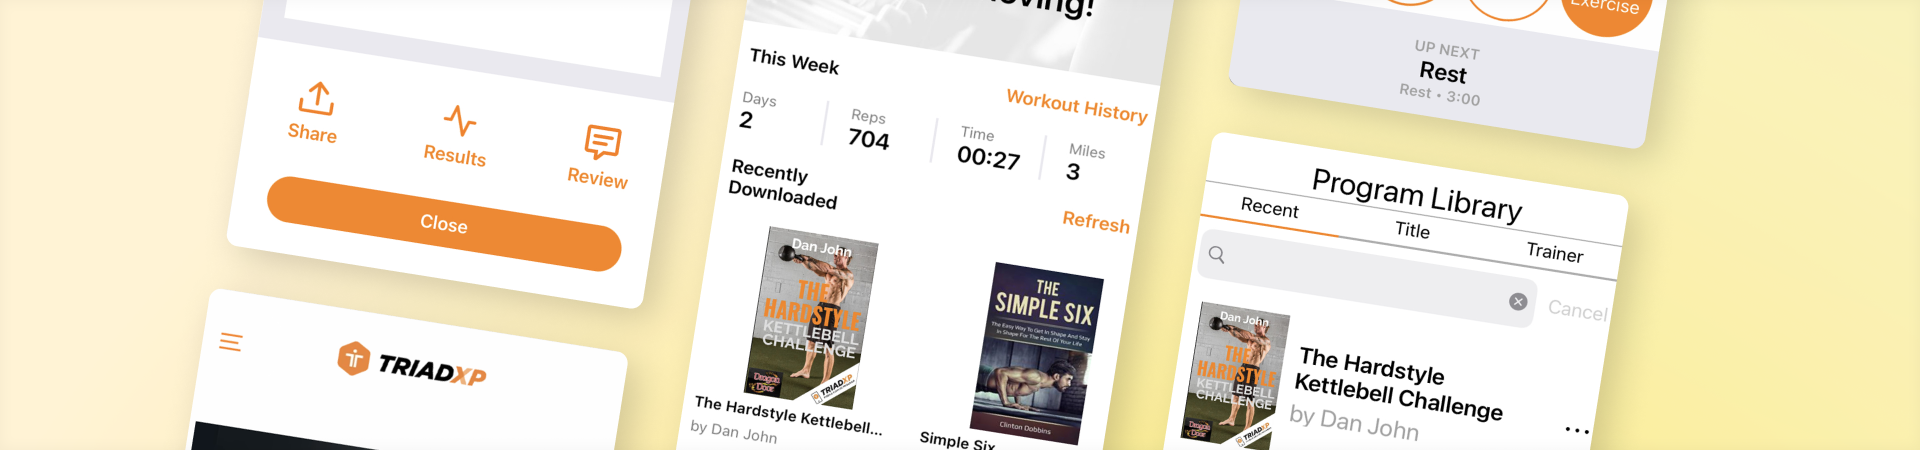 Share
Results
Review
Close
TRIADXP
oving!
This Week
Workout History
Days
2
Reps
704
Time
00:27
Miles
3
Recently
Downloaded
Refresh
Dan John
THE
HARDSTYLE
KETTLEBELL
CHALLENGE
Dragon
Door
TRIADXP
The Hardstyle Kettlebell...
by Dan John
THE
SIMPLE SIX
The Easy Way To Get In Shape And Stay
In Shape For The Rest Of Your Life
Clinton Dobbins
Simple Six
Exercise
UP NEXT
Rest
Rest • 3:00
Program Library
Recent
Title
Trainer
Cancel
Dan John
THE
HARDSTYLE
KETTLEBELL
CHALLENGE
TRIADXP
The Hardstyle
Kettlebell Challenge
by Dan John
...